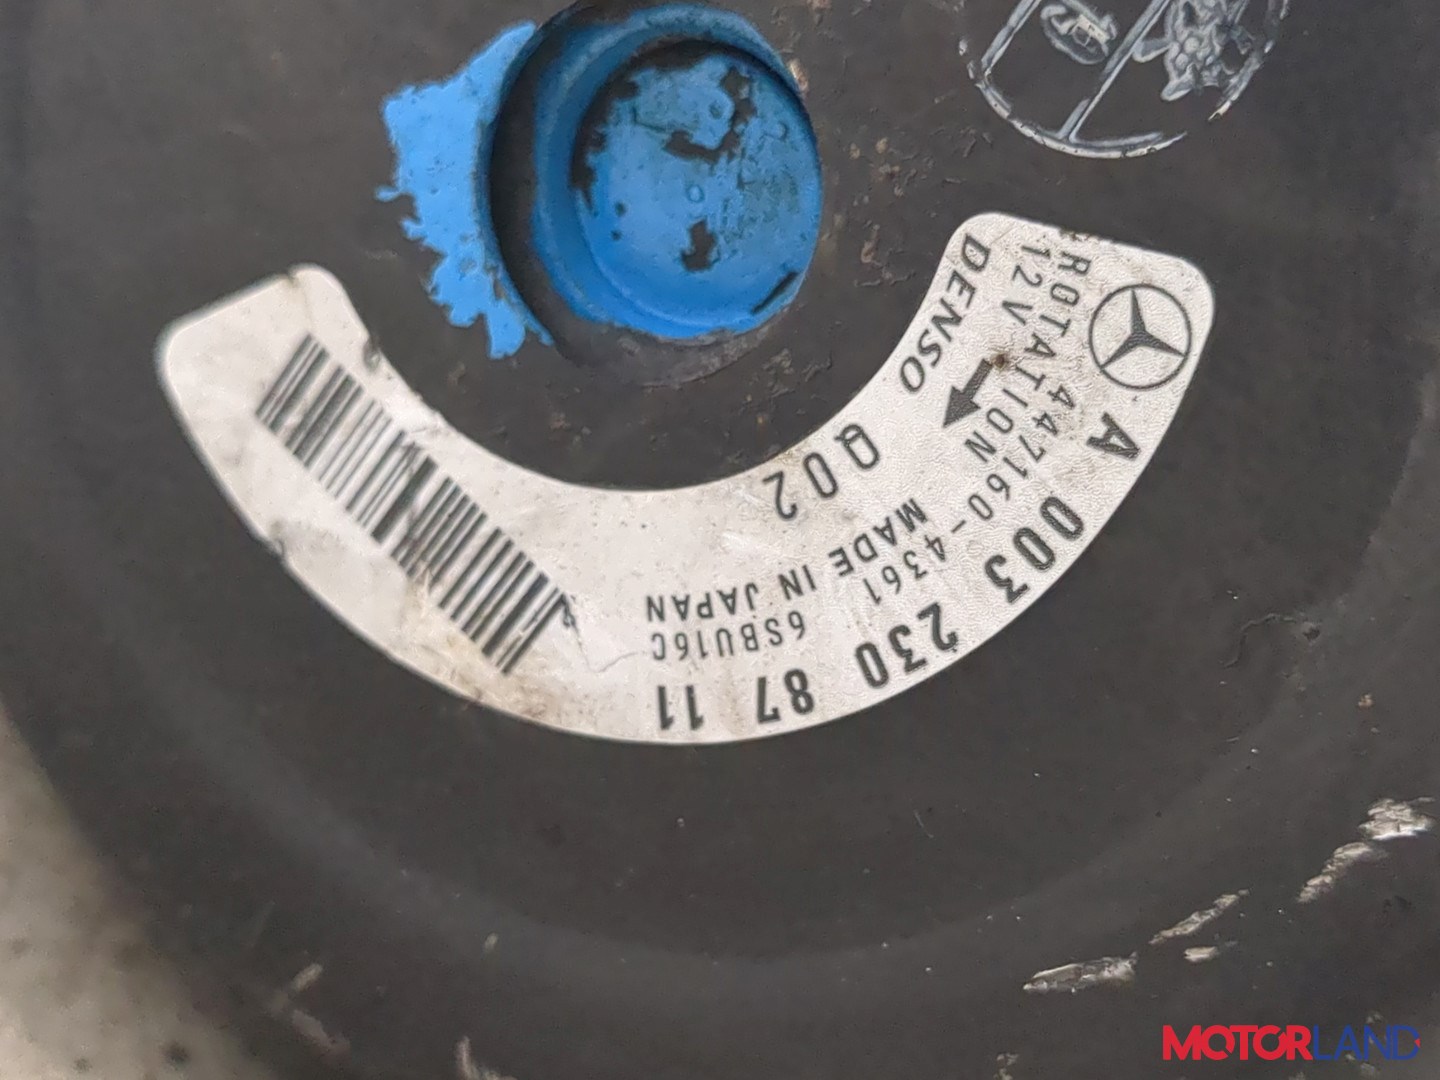 A 003 230 87 11
447160-4361 6SBU16C
ROTATION MADE IN JAPAN
12V
DENSO Q02
MOTORLAND